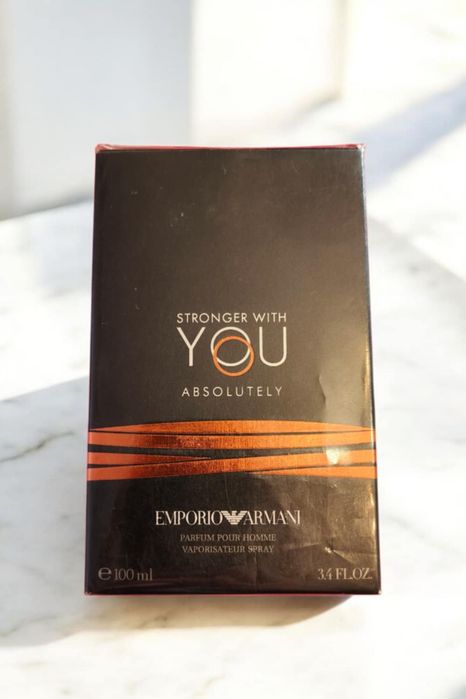 STRONGER WITH
YOU
ABSOLUTELY
EMPORIO ARMANI
PARFUM POUR HOMME
VAPORISATEUR SPRAY
℮ 100 ml 3.4 FL.OZ.